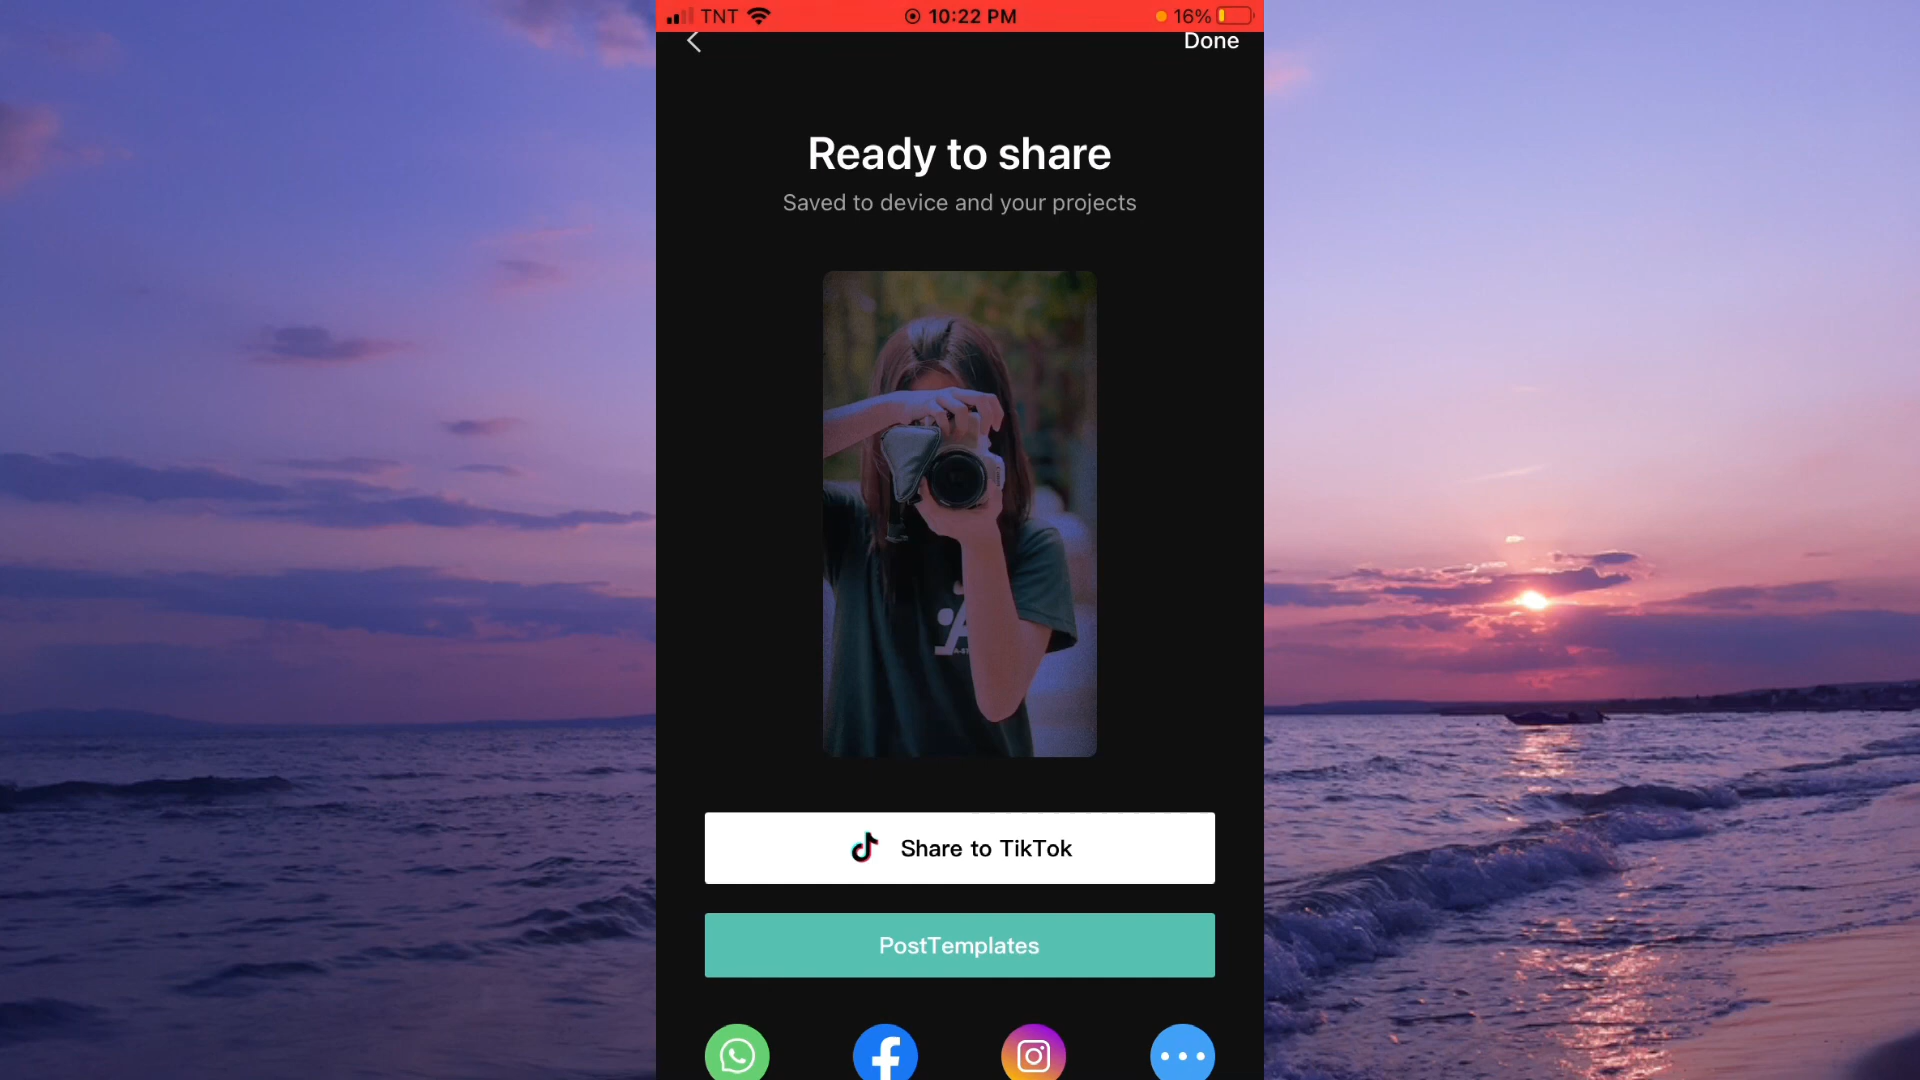 TNT 10:22 PM 16%
Done
Ready to share
Saved to device and your projects
Share to TikTok
PostTemplates